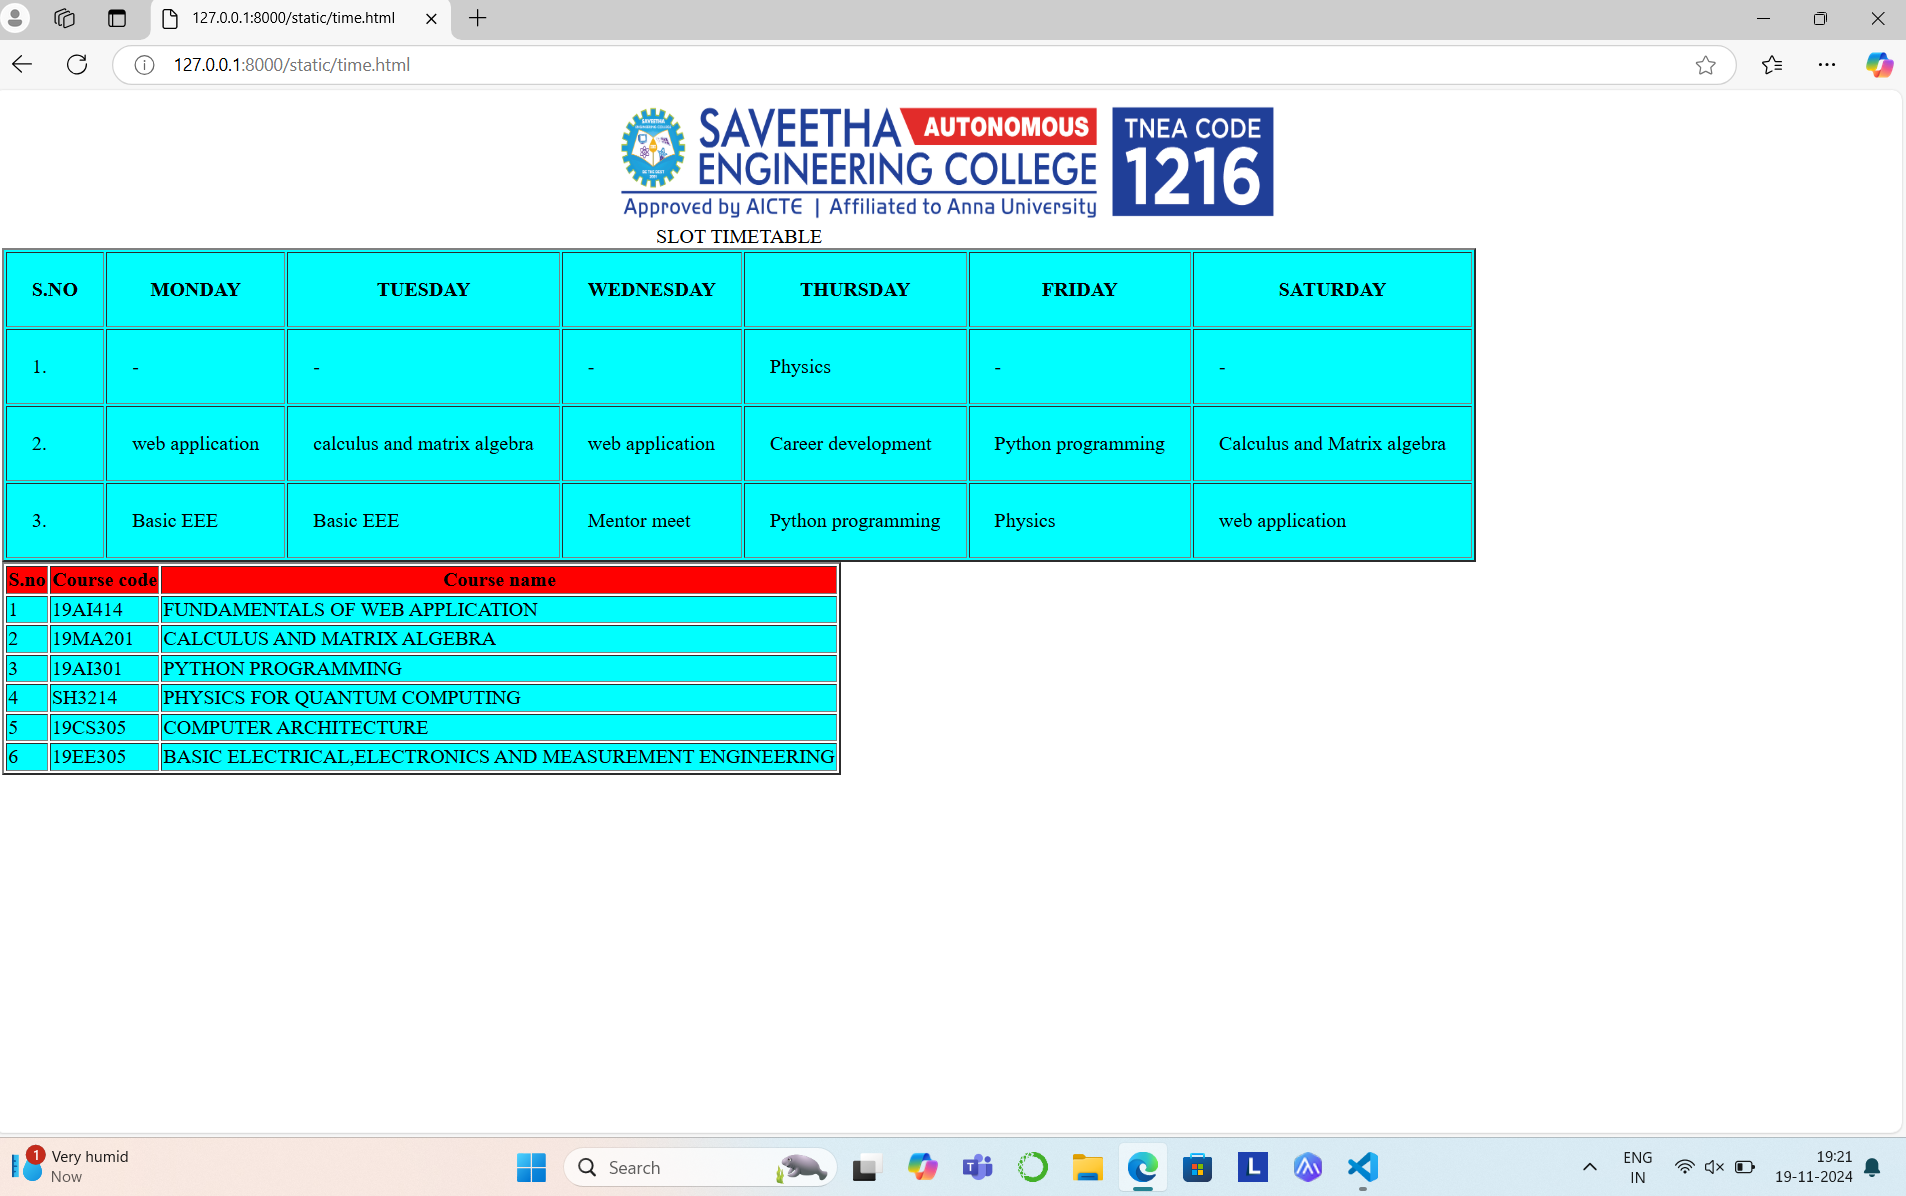 127.0.0.1:8000/static/time.html
127.0.0.1:8000/static/time.html
SAVEETHA AUTONOMOUS
ENGINEERING COLLEGE
Approved by AICTE | Affiliated to Anna University
TNEA CODE
1216
SLOT TIMETABLE
S.NO MONDAY TUESDAY WEDNESDAY THURSDAY FRIDAY SATURDAY
1. - - - Physics - -
2. web application calculus and matrix algebra web application Career development Python programming Calculus and Matrix algebra
3. Basic EEE Basic EEE Mentor meet Python programming Physics web application
S.no Course code Course name
1 19AI414 FUNDAMENTALS OF WEB APPLICATION
2 19MA201 CALCULUS AND MATRIX ALGEBRA
3 19AI301 PYTHON PROGRAMMING
4 SH3214 PHYSICS FOR QUANTUM COMPUTING
5 19CS305 COMPUTER ARCHITECTURE
6 19EE305 BASIC ELECTRICAL,ELECTRONICS AND MEASUREMENT ENGINEERING
1 Very humid
Now
Search
L
ENG
IN
19:21
19-11-2024